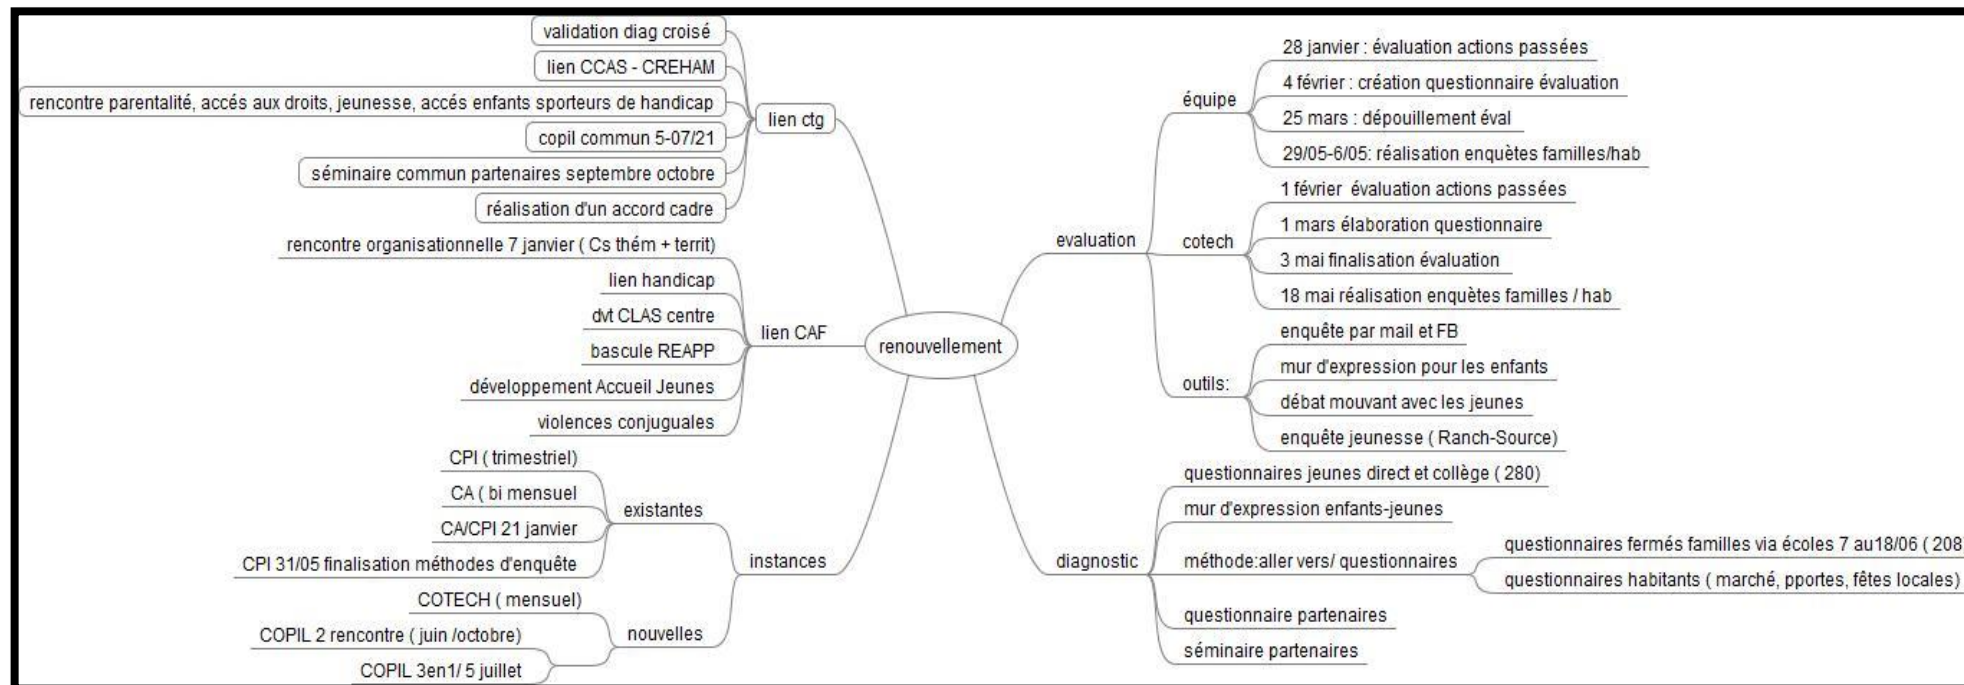 validation diag croisé
lien CCAS - CREHAM
rencontre parentalité, accés aux droits, jeunesse, accés enfants sporteurs de handicap
copil commun 5-07/21
séminaire commun partenaires septembre octobre
réalisation d'un accord cadre
lien ctg
rencontre organisationnelle 7 janvier ( Cs thém + territ)
lien handicap
dvt CLAS centre
bascule REAPP
développement Accueil Jeunes
violences conjuguales
lien CAF
CPI ( trimestriel)
CA ( bi mensuel
CA/CPI 21 janvier
CPI 31/05 finalisation méthodes d'enquête
existantes
COTECH ( mensuel)
COPIL 2 rencontre ( juin /octobre)
COPIL 3en1/ 5 juillet
nouvelles
instances
renouvellement
evaluation
équipe
28 janvier : évaluation actions passées
4 février : création questionnaire évaluation
25 mars : dépouillement éval
29/05-6/05: réalisation enquètes familles/hab
cotech
1 février évaluation actions passées
1 mars élaboration questionnaire
3 mai finalisation évaluation
18 mai réalisation enquètes familles / hab
outils:
enquête par mail et FB
mur d'expression pour les enfants
débat mouvant avec les jeunes
enquête jeunesse ( Ranch-Source)
diagnostic
questionnaires jeunes direct et collège ( 280)
mur d'expression enfants-jeunes
méthode:aller vers/ questionnaires
questionnaires fermés familles via écoles 7 au18/06 ( 208
questionnaires habitants ( marché, pportes, fêtes locales)
questionnaire partenaires
séminaire partenaires